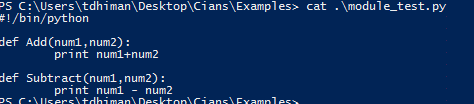 PS C:\Users\tdhiman\Desktop\Cians\Examples> cat .\module_test.py
#!/bin/python
def Add(num1,num2):
        print num1+num2
def Subtract(num1,num2):
        print num1 - num2
PS C:\Users\tdhiman\Desktop\Cians\Examples>